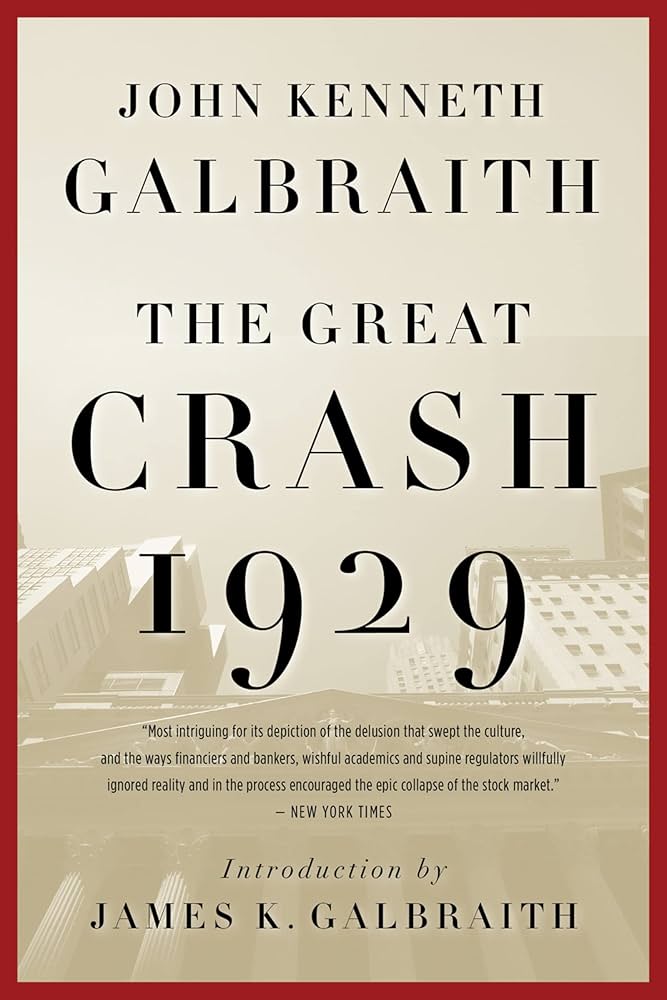 JOHN KENNETH
GALBRAITH
THE GREAT
CRASH
1929
“Most intriguing for its depiction of the delusion that swept the culture,
and the ways financiers and bankers, wishful academics and supine regulators willfully
ignored reality and in the process encouraged the epic collapse of the stock market.”
— NEW YORK TIMES
Introduction by
JAMES K. GALBRAITH